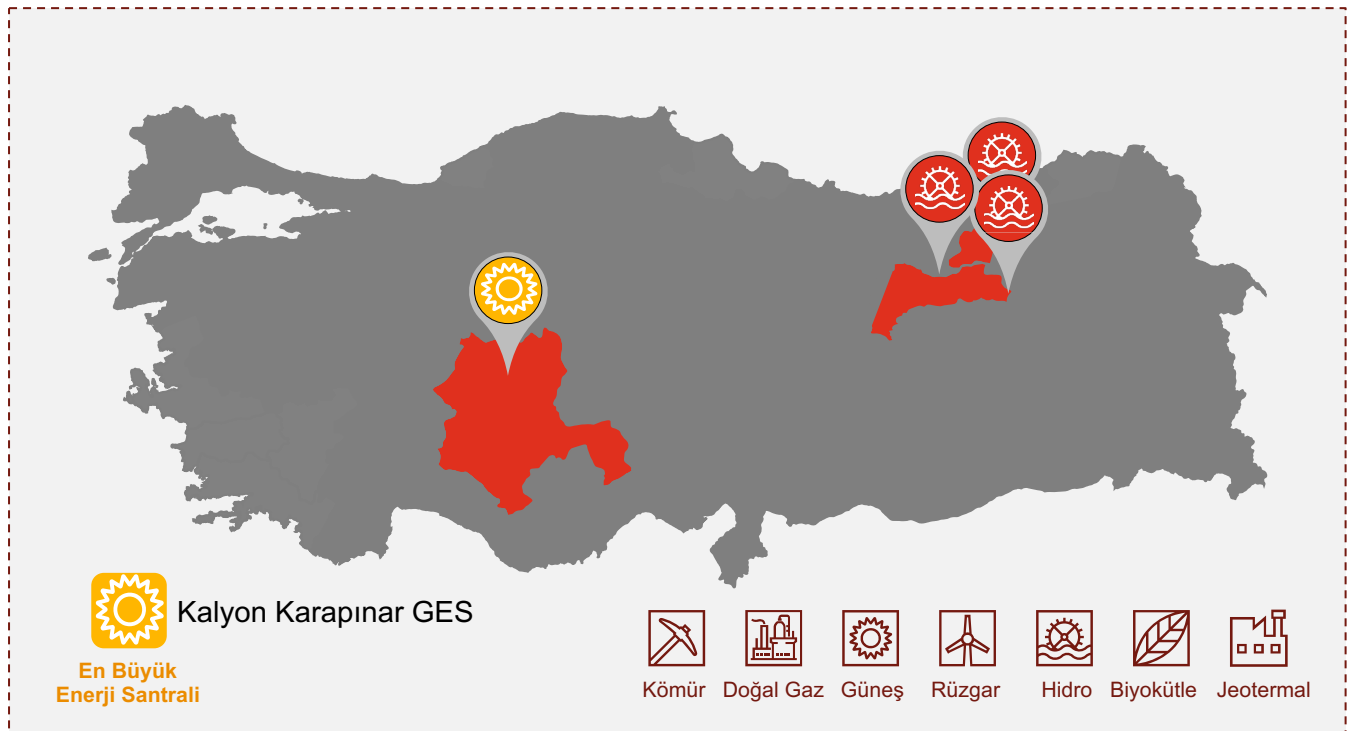 Kalyon Karapınar GES
En Büyük
Enerji Santrali
Kömür Doğal Gaz Güneş Rüzgar Hidro Biyokütle Jeotermal